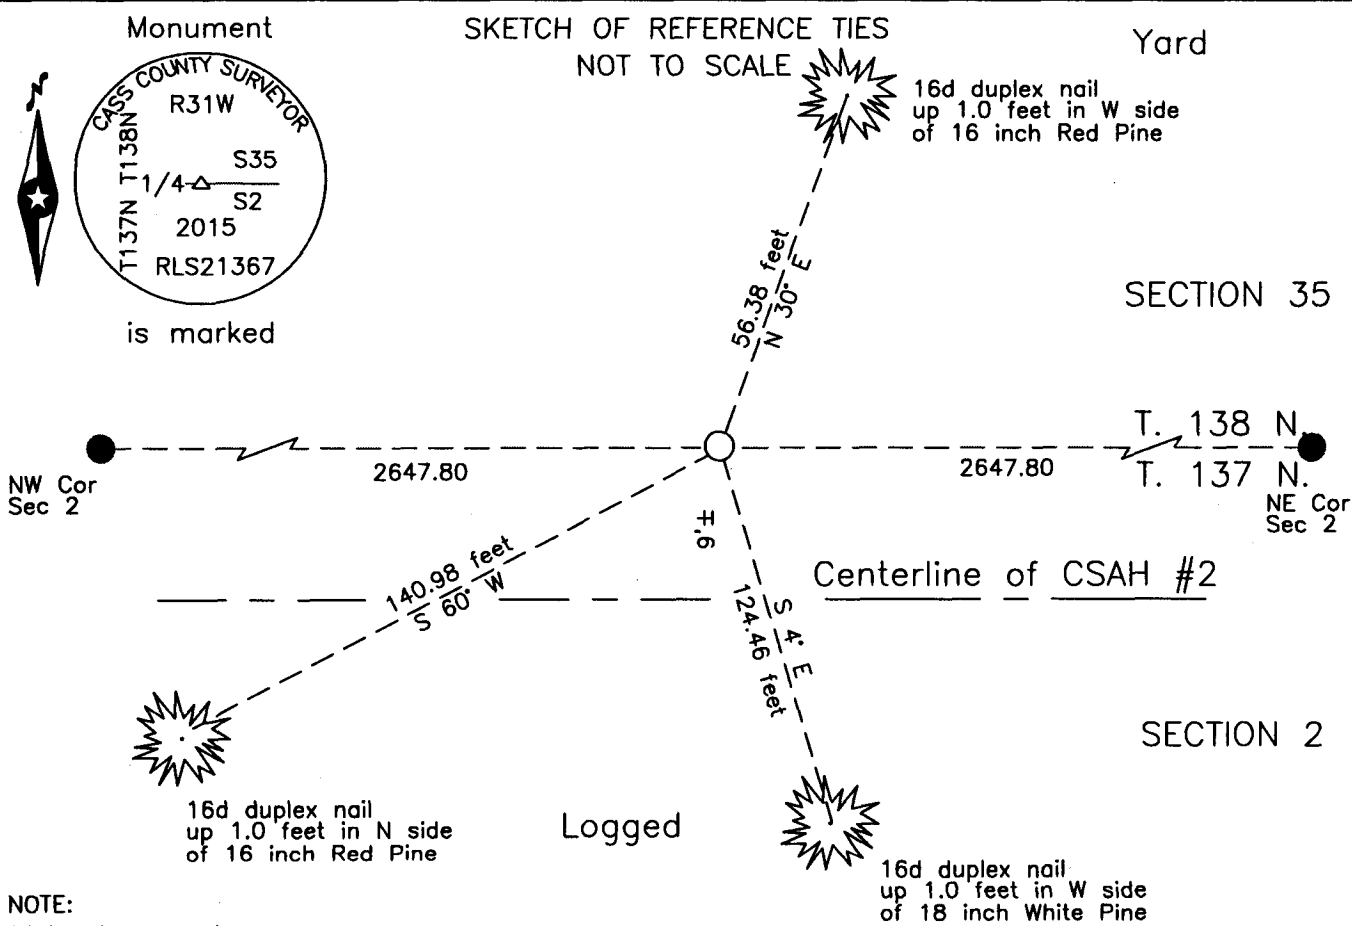 Monument
SKETCH OF REFERENCE TIES
NOT TO SCALE
Yard
N
CASS COUNTY SURVEYOR
R31W
T137N T138N
1/4
S35
S2
2015
RLS21367
is marked
16d duplex nail
up 1.0 feet in W side
of 16 inch Red Pine
56.38 feet
N 30° E
SECTION 35
T. 138 N.
T. 137 N.
2647.80
2647.80
NW Cor
Sec 2
NE Cor
Sec 2
Centerline of CSAH #2
140.98 feet
S 60° W
S 4° E
124.46 feet
SECTION 2
16d duplex nail
up 1.0 feet in N side
of 16 inch Red Pine
Logged
16d duplex nail
up 1.0 feet in W side
of 18 inch White Pine
NOTE: